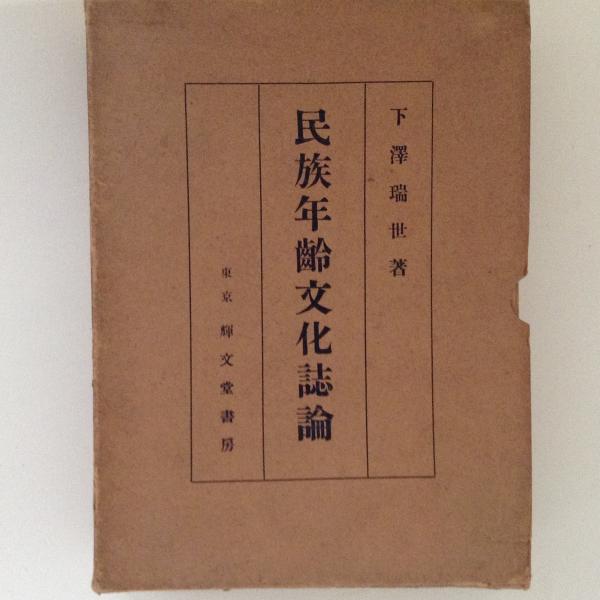 下澤瑞世著
民族年齡文化誌論
東京 輝文堂書房